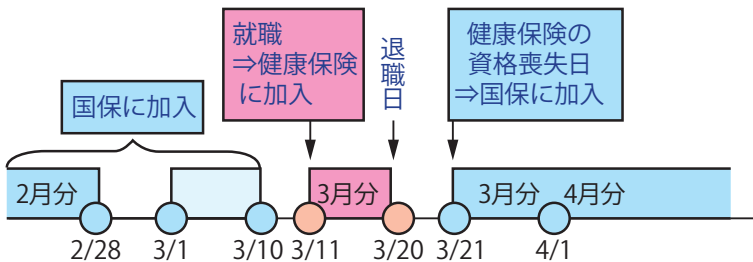 就職
⇒健康保険
に加入
退職日
健康保険の
資格喪失日
⇒国保に加入
国保に加入
2月分
3月分
3月分
4月分
2/28
3/1
3/10
3/11
3/20
3/21
4/1